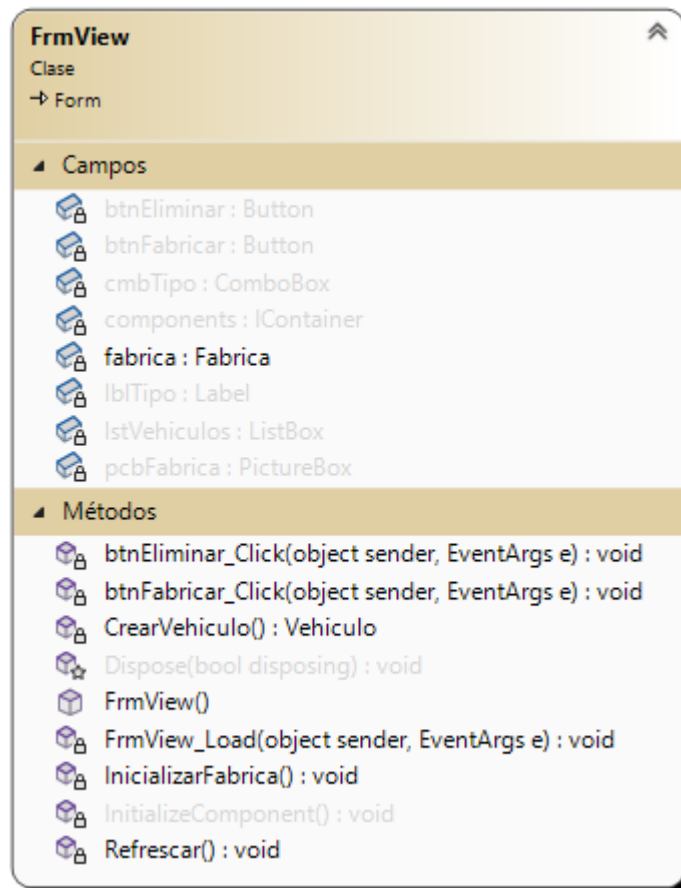 FrmView
Clase
Form
Campos
btnEliminar : Button
btnFabricar : Button
cmbTipo : ComboBox
components : IContainer
fabrica : Fabrica
lblTipo : Label
lstVehiculos : ListBox
pcbFabrica : PictureBox
Métodos
btnEliminar_Click(object sender, EventArgs e) : void
btnFabricar_Click(object sender, EventArgs e) : void
CrearVehiculo() : Vehiculo
Dispose(bool disposing) : void
FrmView()
FrmView_Load(object sender, EventArgs e) : void
InicializarFabrica() : void
InitializeComponent() : void
Refrescar() : void